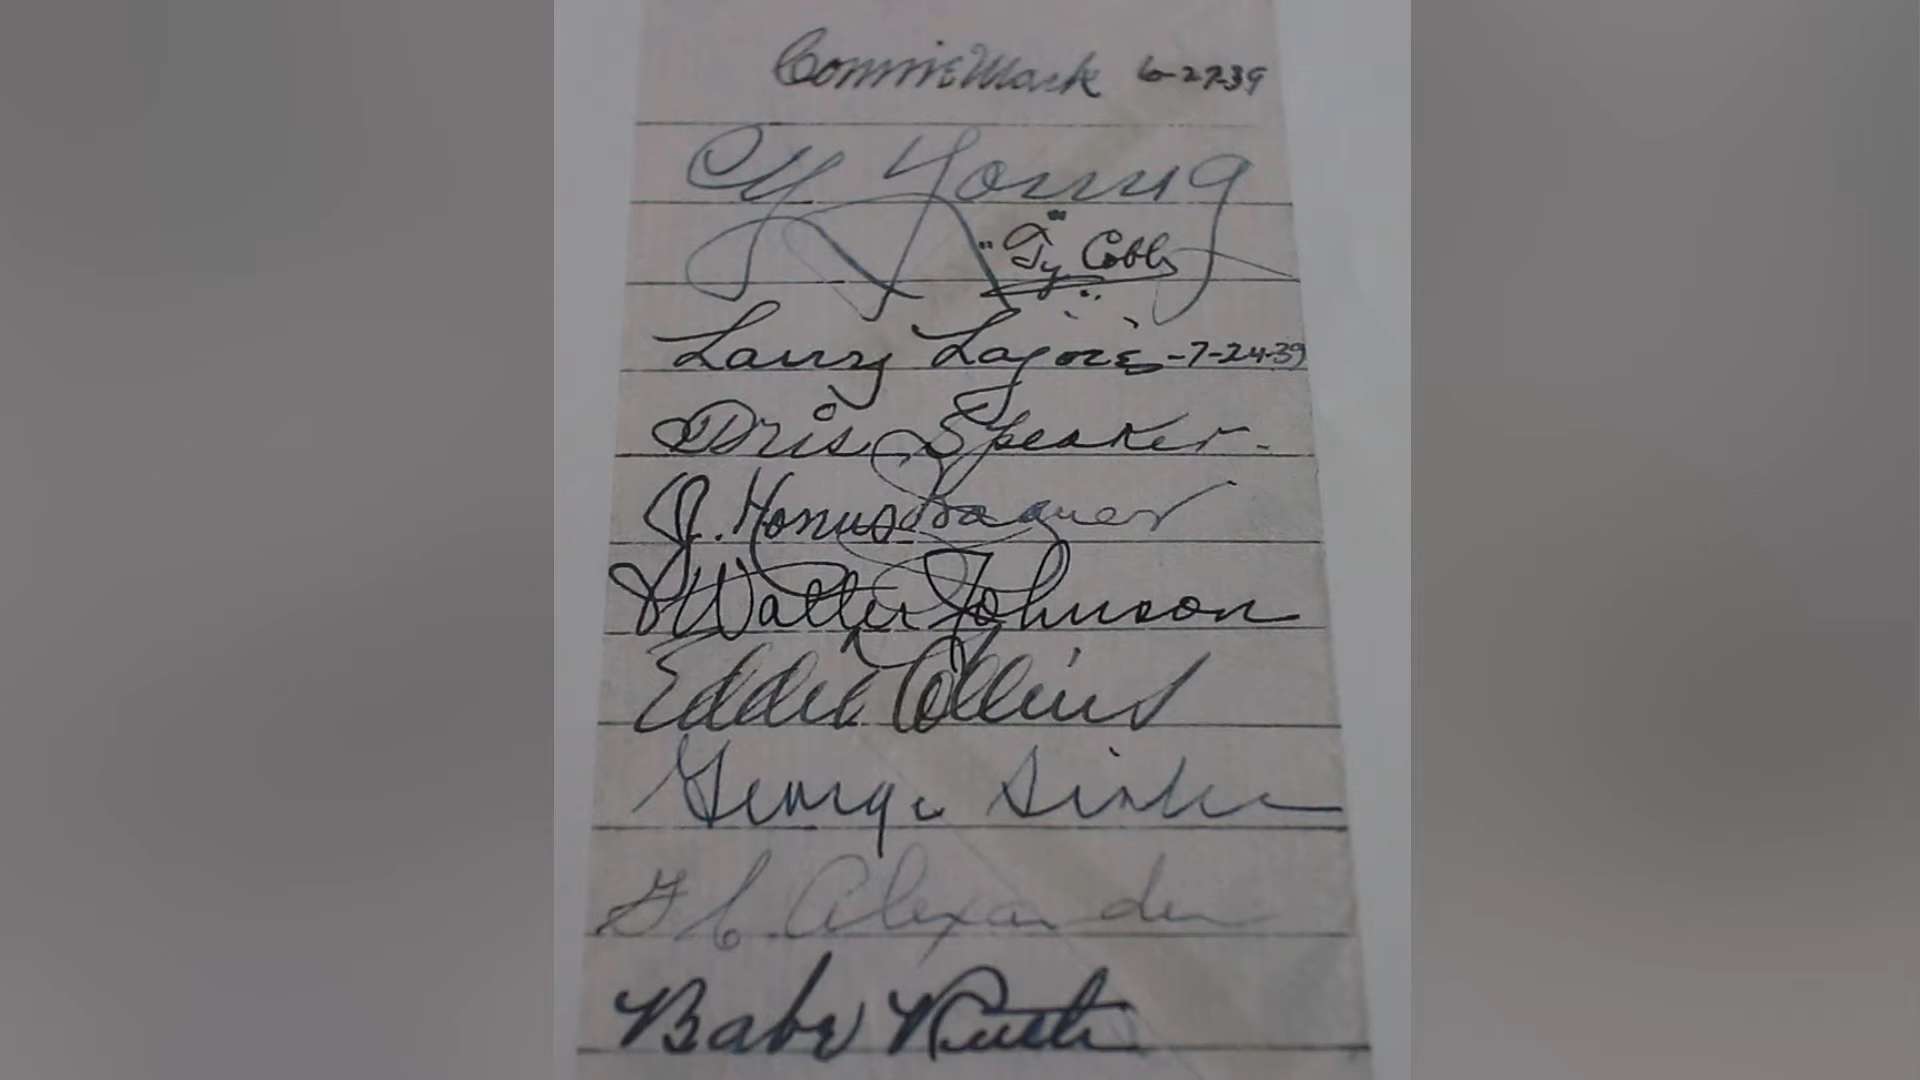 Connie Mack 6-27-39
Cy Young
"Ty Cobb"
Larry Lajoie -7-24-39
Tris Speaker.
J. Honus Wagner
Walter Johnson
Eddie Collins
George Sisler
G C Alexander
Babe Ruth